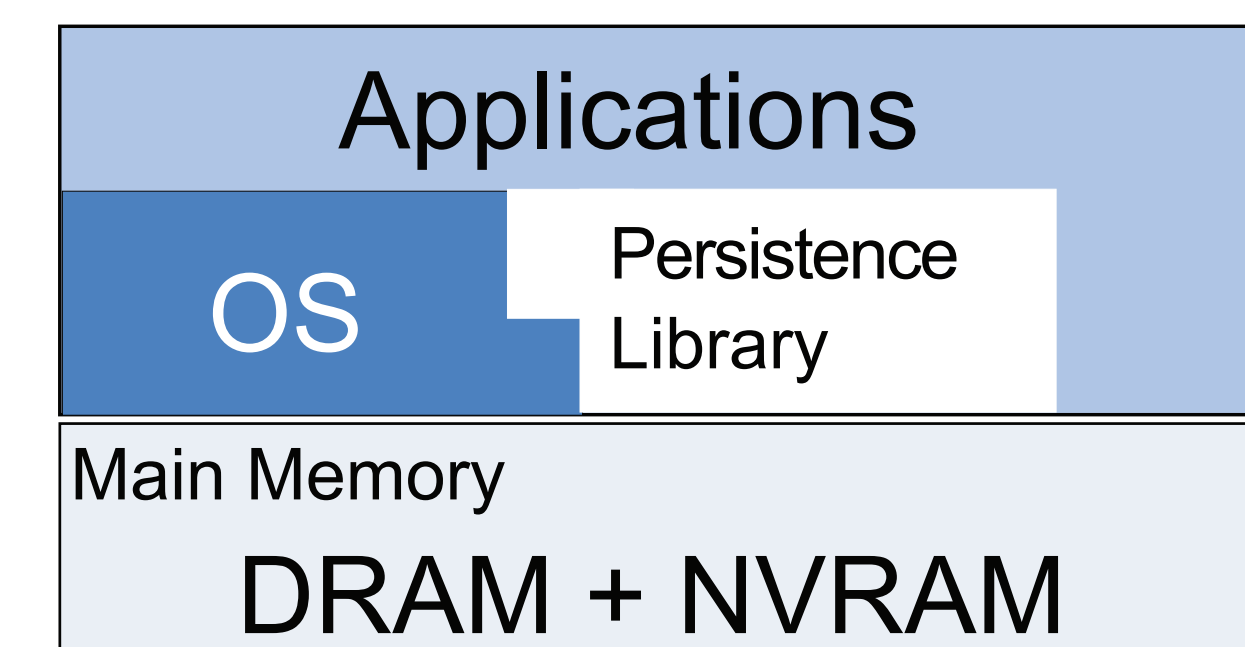 Applications
OS
Persistence
Library
Main Memory
DRAM + NVRAM